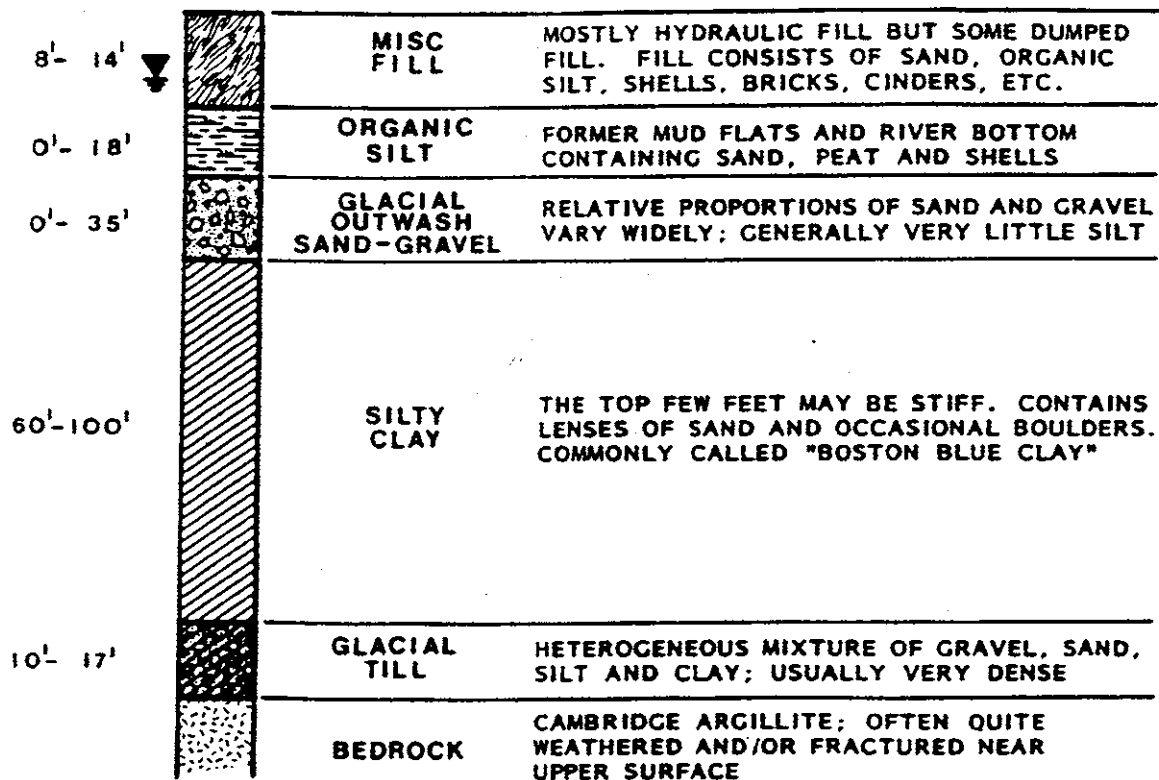 8'- 14'
MISC
FILL
MOSTLY HYDRAULIC FILL BUT SOME DUMPED
FILL. FILL CONSISTS OF SAND, ORGANIC
SILT, SHELLS, BRICKS, CINDERS, ETC.
0'- 18'
ORGANIC
SILT
FORMER MUD FLATS AND RIVER BOTTOM
CONTAINING SAND, PEAT AND SHELLS
0'- 35'
GLACIAL
OUTWASH
SAND-GRAVEL
RELATIVE PROPORTIONS OF SAND AND GRAVEL
VARY WIDELY; GENERALLY VERY LITTLE SILT
60'-100'
SILTY
CLAY
THE TOP FEW FEET MAY BE STIFF. CONTAINS
LENSES OF SAND AND OCCASIONAL BOULDERS.
COMMONLY CALLED "BOSTON BLUE CLAY"
10'- 17'
GLACIAL
TILL
HETEROGENEOUS MIXTURE OF GRAVEL, SAND,
SILT AND CLAY; USUALLY VERY DENSE
BEDROCK
CAMBRIDGE ARGILLITE; OFTEN QUITE
WEATHERED AND/OR FRACTURED NEAR
UPPER SURFACE